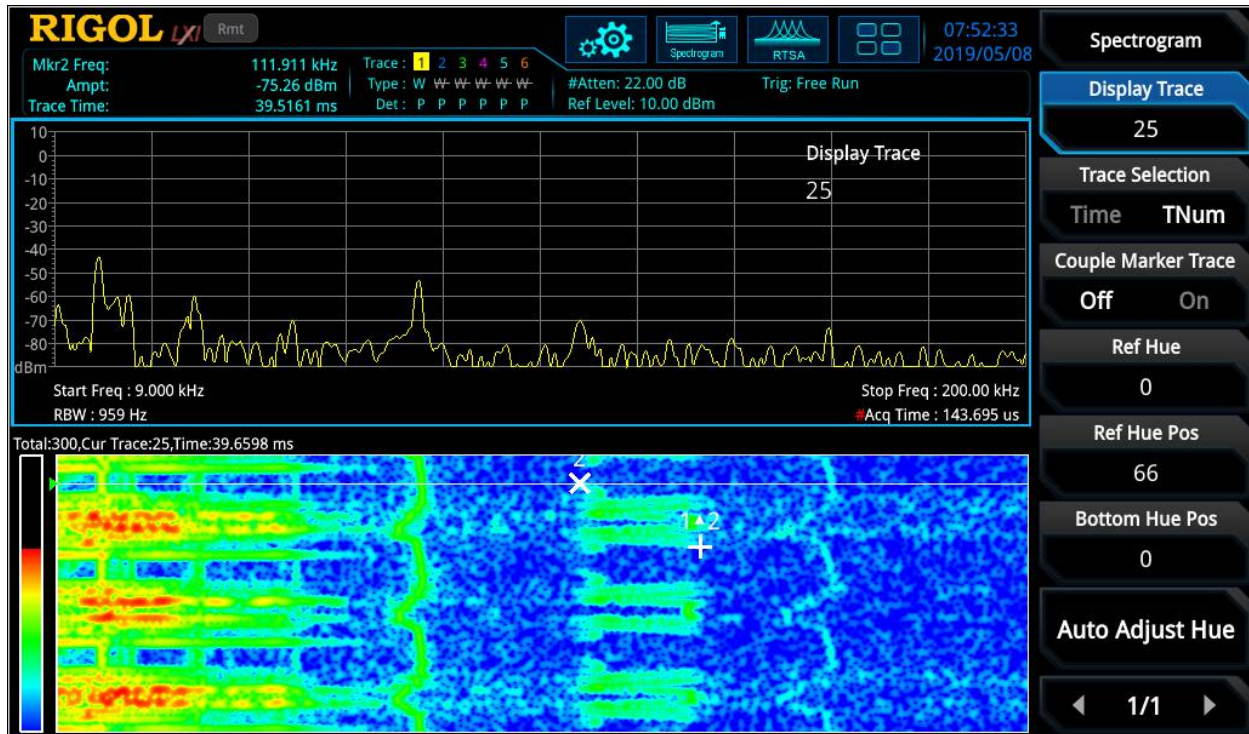 RIGOL LXI Rmt
Spectrogram RTSA
07:52:33
2019/05/08
Mkr2 Freq: 111.911 kHz
Ampt: -75.26 dBm
Trace Time: 39.5161 ms
Trace : 1 2 3 4 5 6
Type : W W W W W W
Det : P P P P P P
#Atten: 22.00 dB Trig: Free Run
Ref Level: 10.00 dBm
10
0
-10
-20
-30
-40
-50
-60
-70
-80
dBm
Display Trace
25
Start Freq : 9.000 kHz Stop Freq : 200.00 kHz
RBW : 959 Hz #Acq Time : 143.695 us
Total:300,Cur Trace:25,Time:39.6598 ms
2
1▲2
Spectrogram
Display Trace
25
Trace Selection
Time TNum
Couple Marker Trace
Off On
Ref Hue
0
Ref Hue Pos
66
Bottom Hue Pos
0
Auto Adjust Hue
1/1